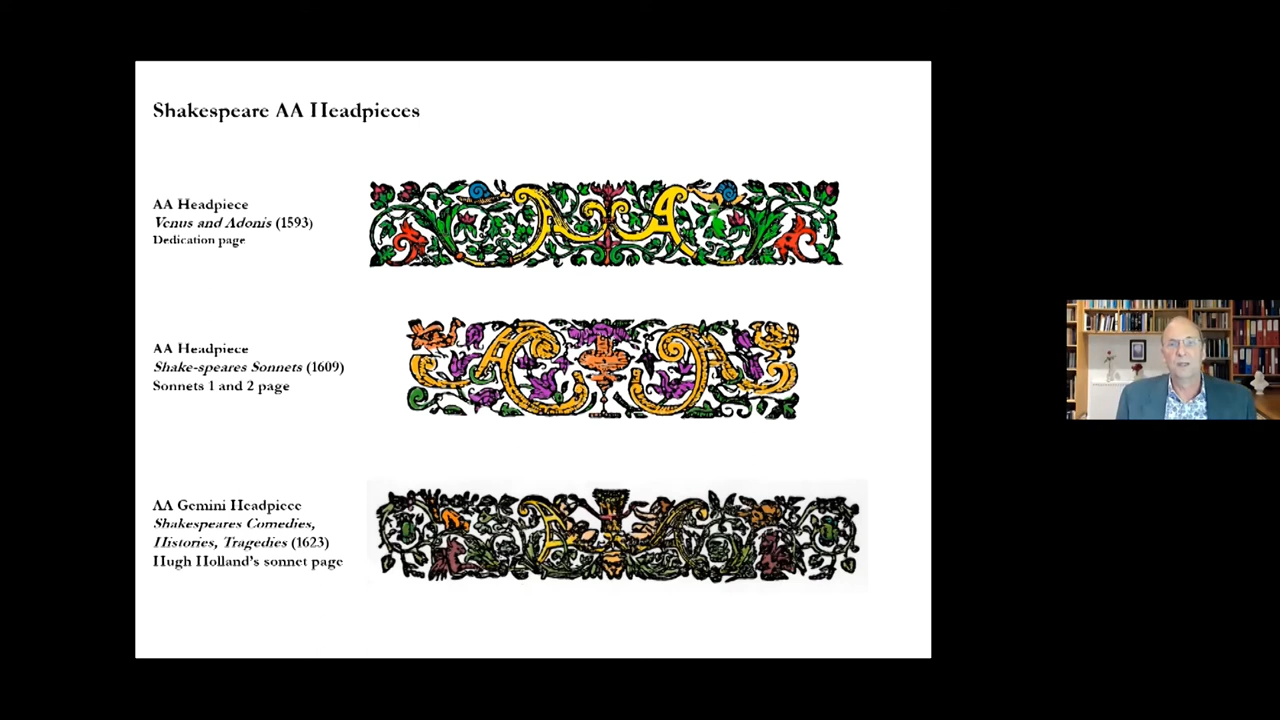 Shakespeare AA Headpieces
AA Headpiece
Venus and Adonis (1593)
Dedication page
AA Headpiece
Shake-speares Sonnets (1609)
Sonnets 1 and 2 page
AA Gemini Headpiece
Shakespeares Comedies,
Histories, Tragedies (1623)
Hugh Holland's sonnet page